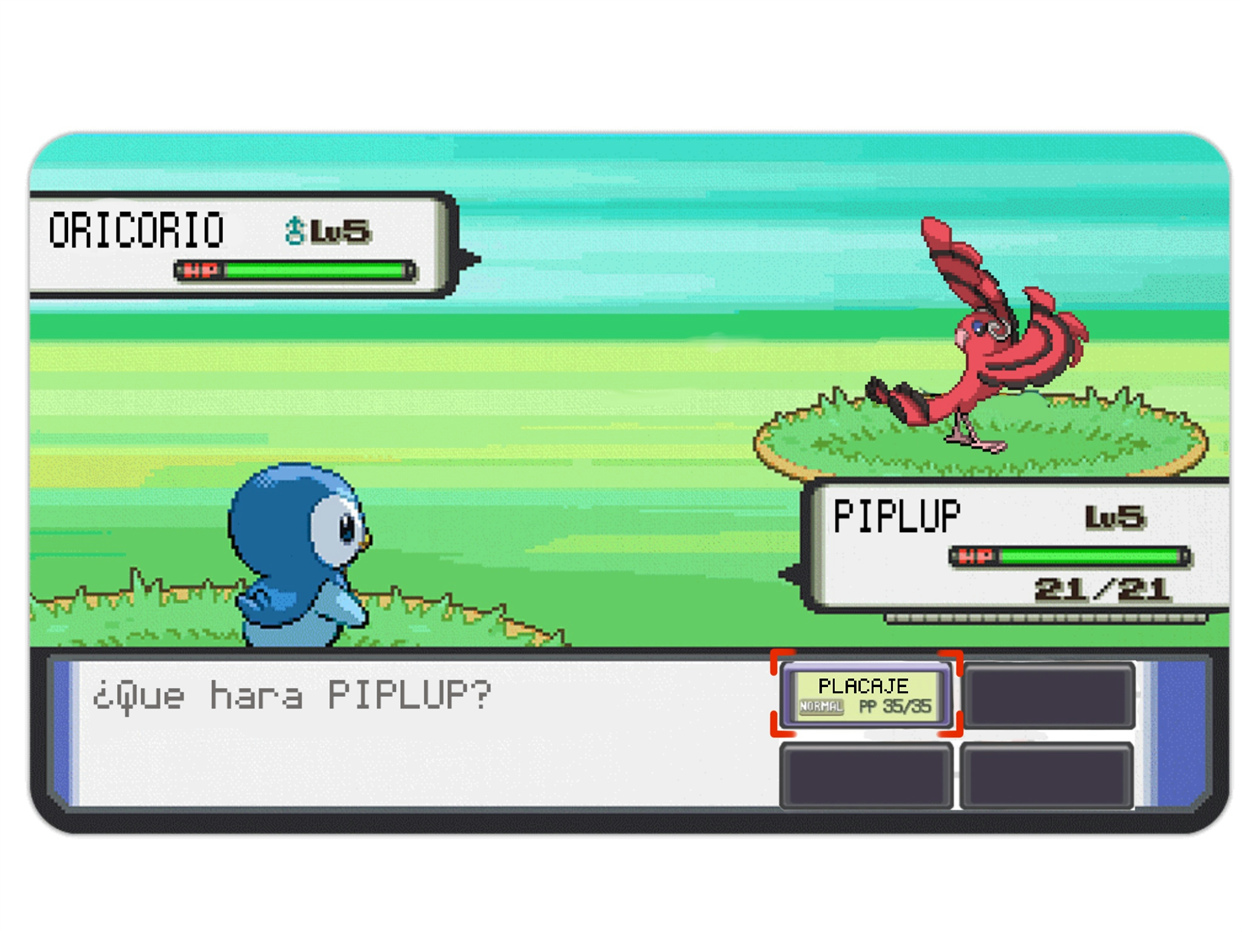 ORICORIO ♂Lv5
HP
PIPLUP Lv5
HP
21/21
¿Que hara PIPLUP?
PLACAJE
NORMAL PP 35/35